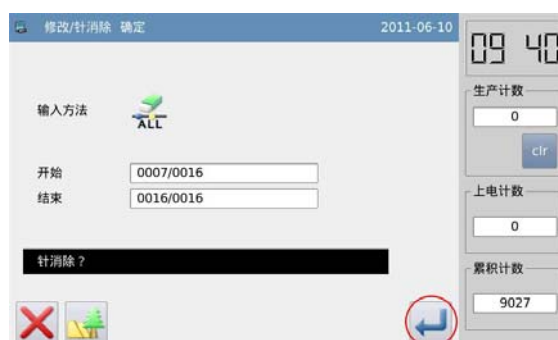 修改/针消除 确定
2011-06-10
09 40
输入方法
ALL
开始
0007/0016
结束
0016/0016
针消除？
生产计数
0
clr
上电计数
0
累积计数
9027